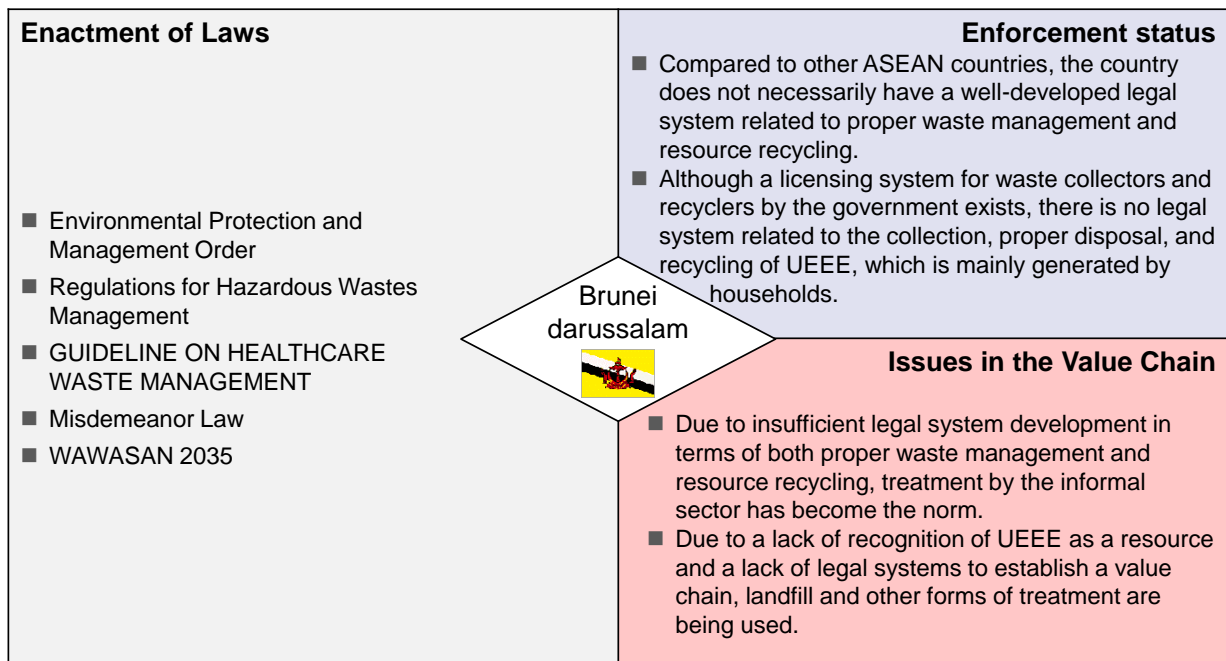 Enactment of Laws
■ Environmental Protection and
Management Order
■ Regulations for Hazardous Wastes
Management
■ GUIDELINE ON HEALTHCARE
WASTE MANAGEMENT
■ Misdemeanor Law
■ WAWASAN 2035
Brunei
darussalam
Enforcement status
■ Compared to other ASEAN countries, the country
does not necessarily have a well-developed legal
system related to proper waste management and
resource recycling.
■ Although a licensing system for waste collectors and
recyclers by the government exists, there is no legal
system related to the collection, proper disposal, and
recycling of UEEE, which is mainly generated by
households.
Issues in the Value Chain
■ Due to insufficient legal system development in
terms of both proper waste management and
resource recycling, treatment by the informal
sector has become the norm.
■ Due to a lack of recognition of UEEE as a resource
and a lack of legal systems to establish a value
chain, landfill and other forms of treatment are
being used.